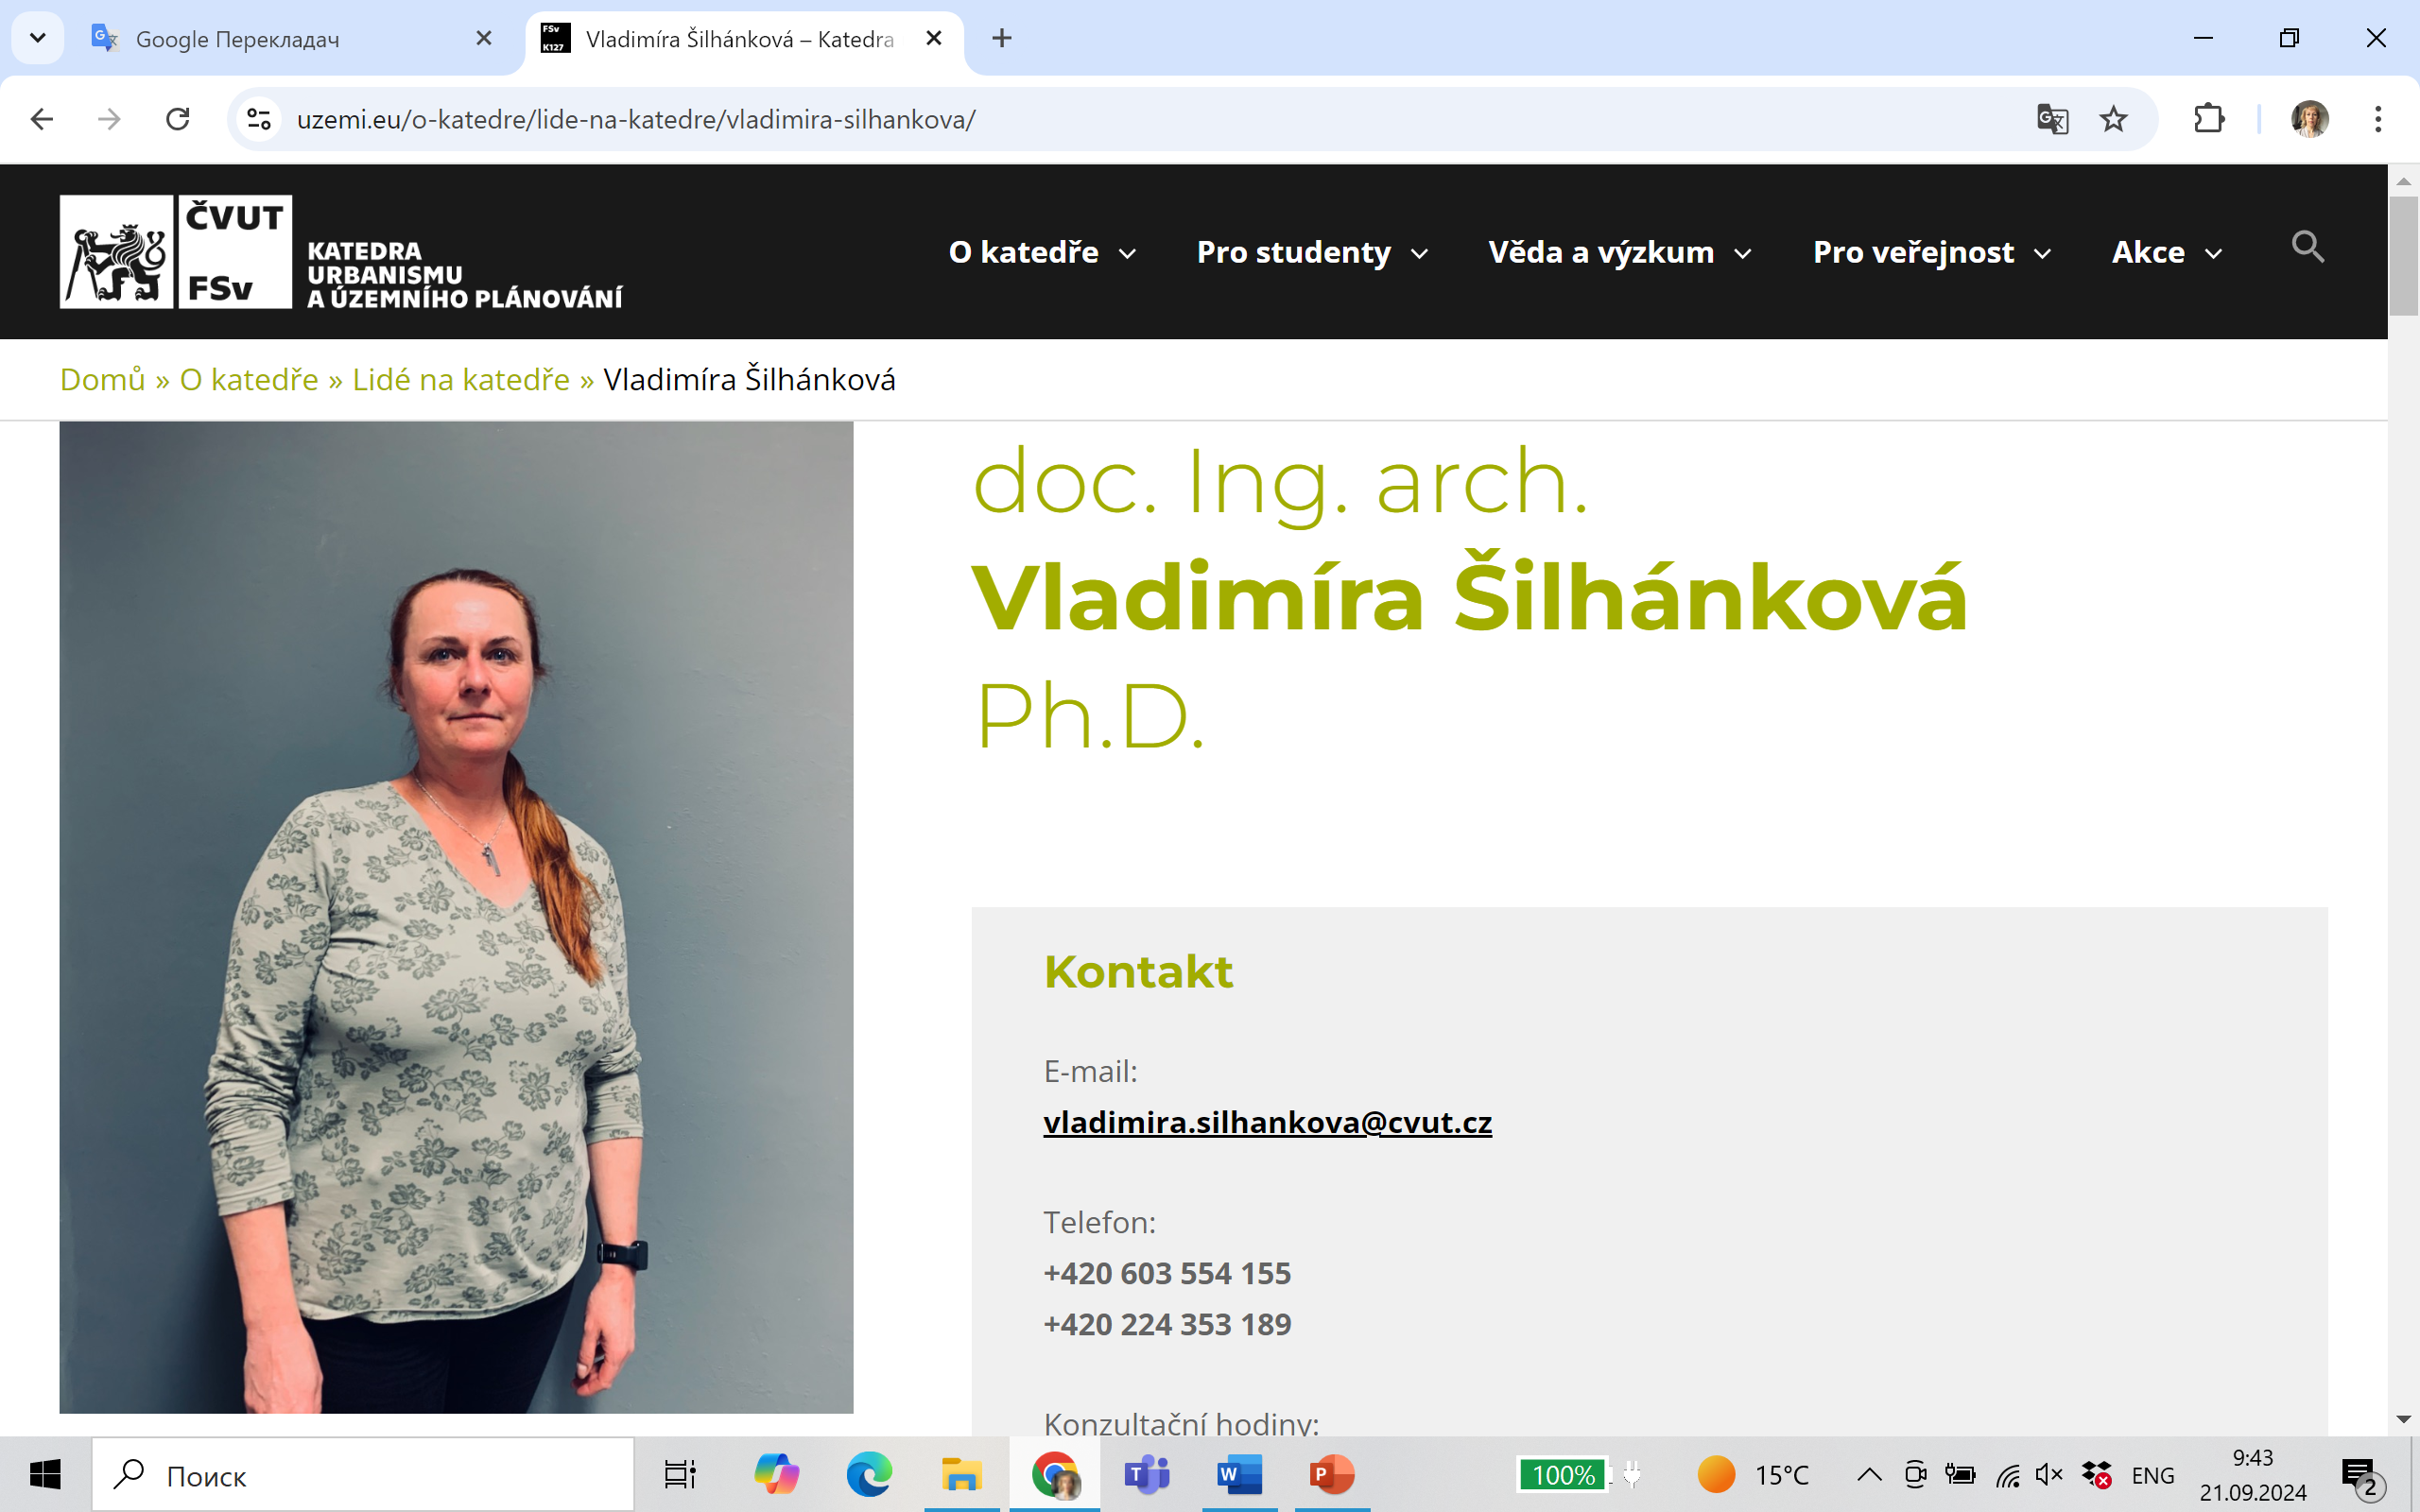 Google Перекладач
FSv
K127
Vladimíra Šilhánková – Katedra
uzemi.eu/o-katedre/lide-na-katedre/vladimira-silhankova/
ČVUT
FSv
KATEDRA
URBANISMU
A ÚZEMNÍHO PLÁNOVÁNÍ
O katedře
Pro studenty
Věda a výzkum
Pro veřejnost
Akce
Domů » O katedře » Lidé na katedře » Vladimíra Šilhánková
doc. Ing. arch.
Vladimíra Šilhánková
Ph.D.
Kontakt
E-mail:
vladimira.silhankova@cvut.cz
Telefon:
+420 603 554 155
+420 224 353 189
Konzultační hodiny:
Поиск
100%
15°C
ENG
9:43
21.09.2024
2